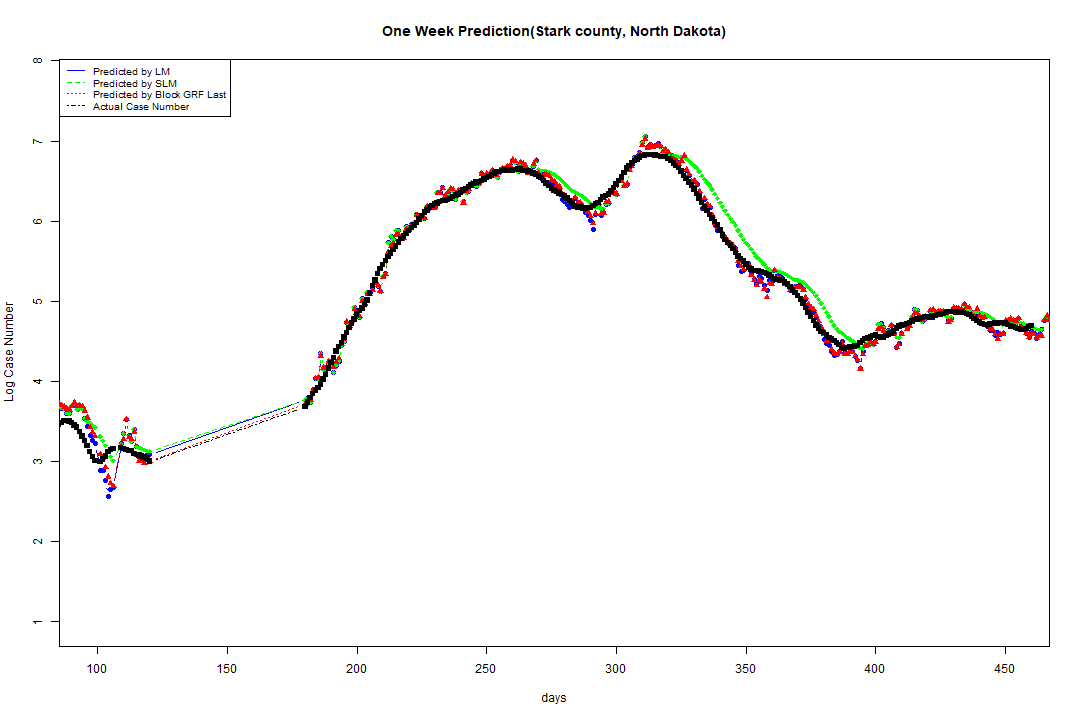 One Week Prediction(Stark county, North Dakota)
Predicted by LM
Predicted by SLM
Predicted by Block GRF Last
Actual Case Number
Log Case Number
8
7
6
5
4
3
2
1
100 150 200 250 300 350 400 450
days